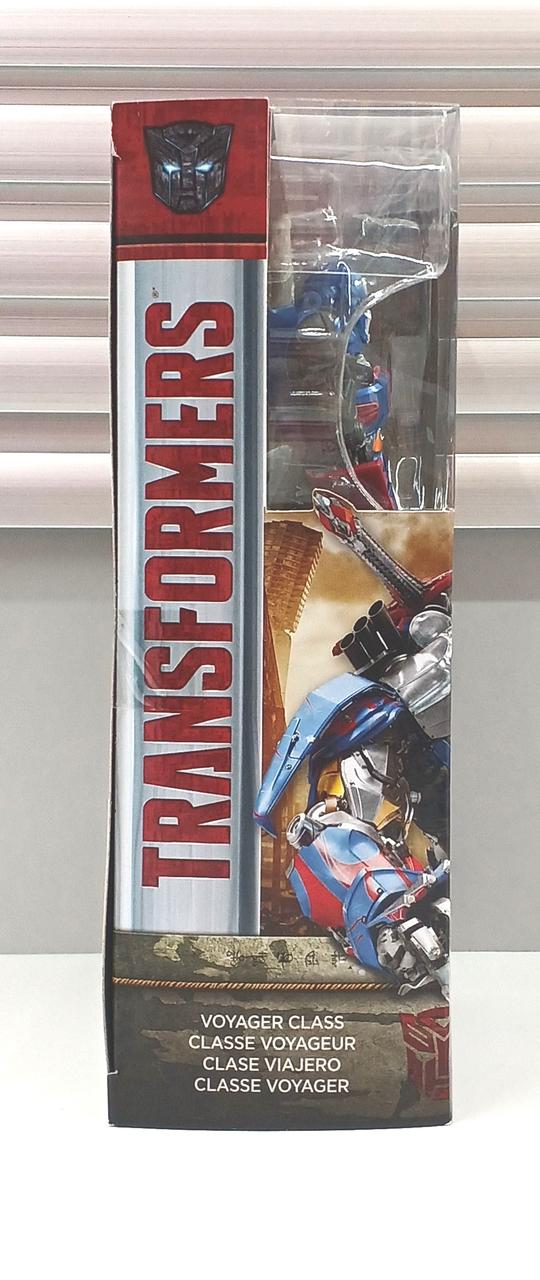 TRANSFORMERS®
VOYAGER CLASS
CLASSE VOYAGEUR
CLASE VIAJERO
CLASSE VOYAGER